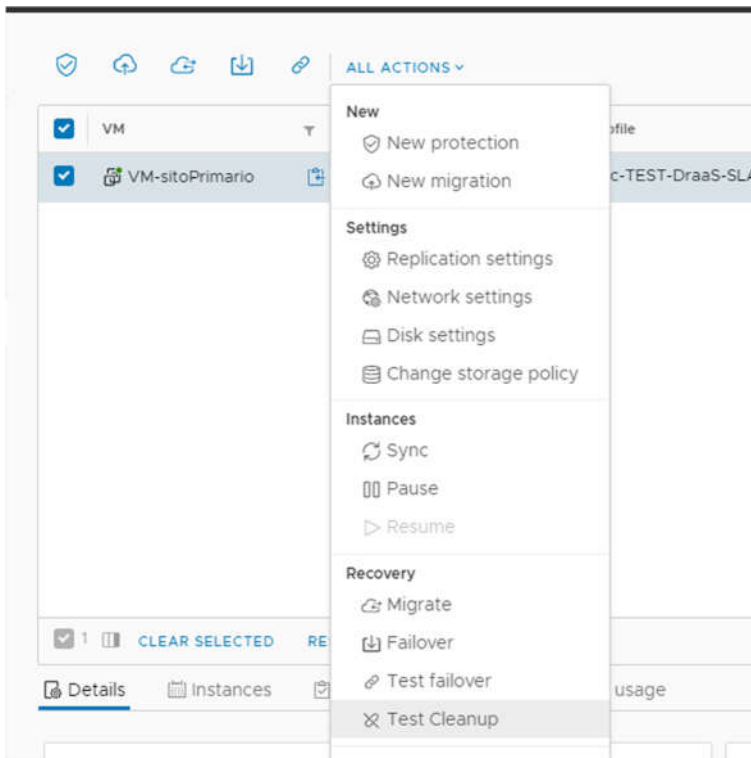 ALL ACTIONS
VM
VM-sitoPrimario
New
New protection
New migration
Settings
Replication settings
Network settings
Disk settings
Change storage policy
Instances
Sync
Pause
Resume
Recovery
Migrate
Failover
Test failover
Test Cleanup
ofile
c-TEST-DraaS-SLA
1 CLEAR SELECTED RE
Details Instances usage